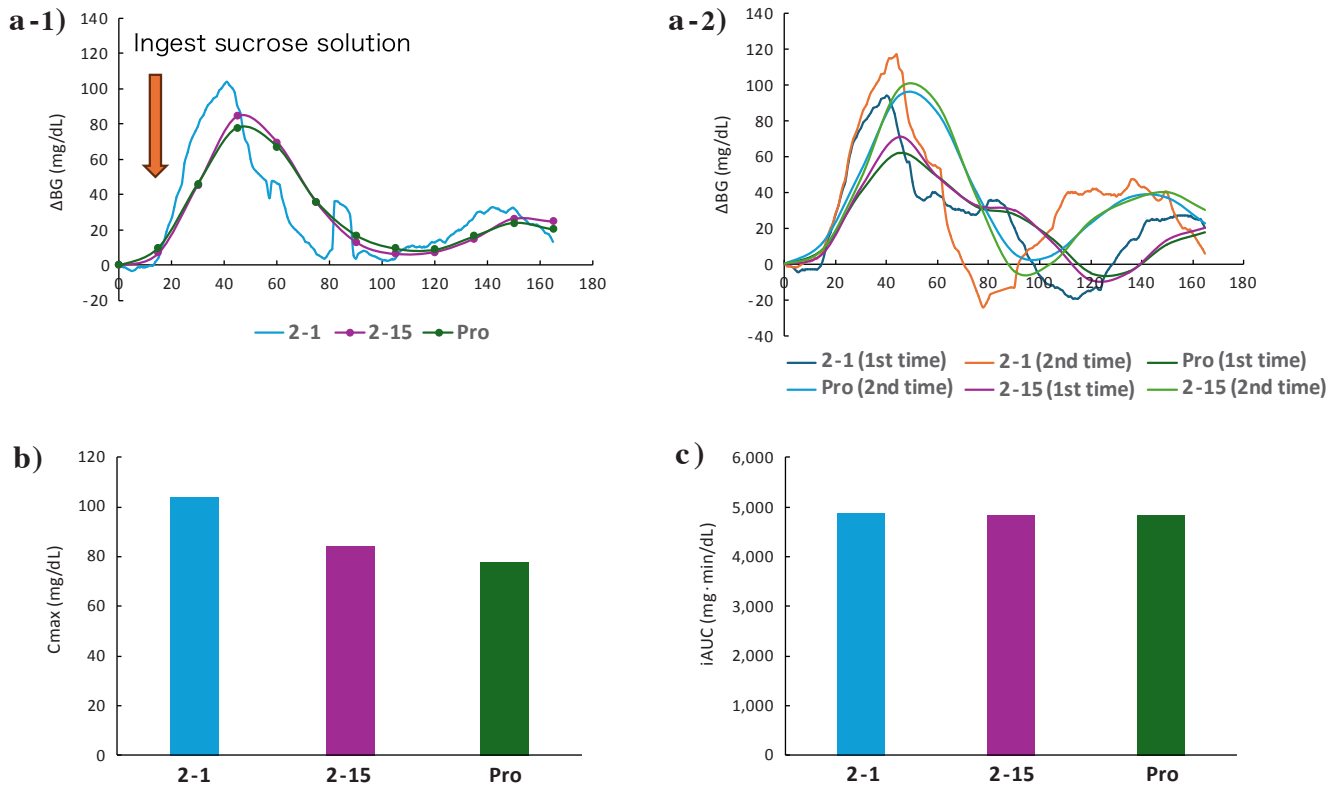 a-1)
Ingest sucrose solution
ΔBG (mg/dL)
140
120
100
80
60
40
20
0
-20
0 20 40 60 80 100 120 140 160 180
2-1 2-15 Pro
a-2)
ΔBG (mg/dL)
140
120
100
80
60
40
20
0
-20
-40
0 20 40 60 80 100 120 140 160 180
2-1 (1st time) 2-1 (2nd time) Pro (1st time)
Pro (2nd time) 2-15 (1st time) 2-15 (2nd time)
b)
Cmax (mg/dL)
120
100
80
60
40
20
0
2-1 2-15 Pro
c)
iAUC (mg·min/dL)
6,000
5,000
4,000
3,000
2,000
1,000
0
2-1 2-15 Pro